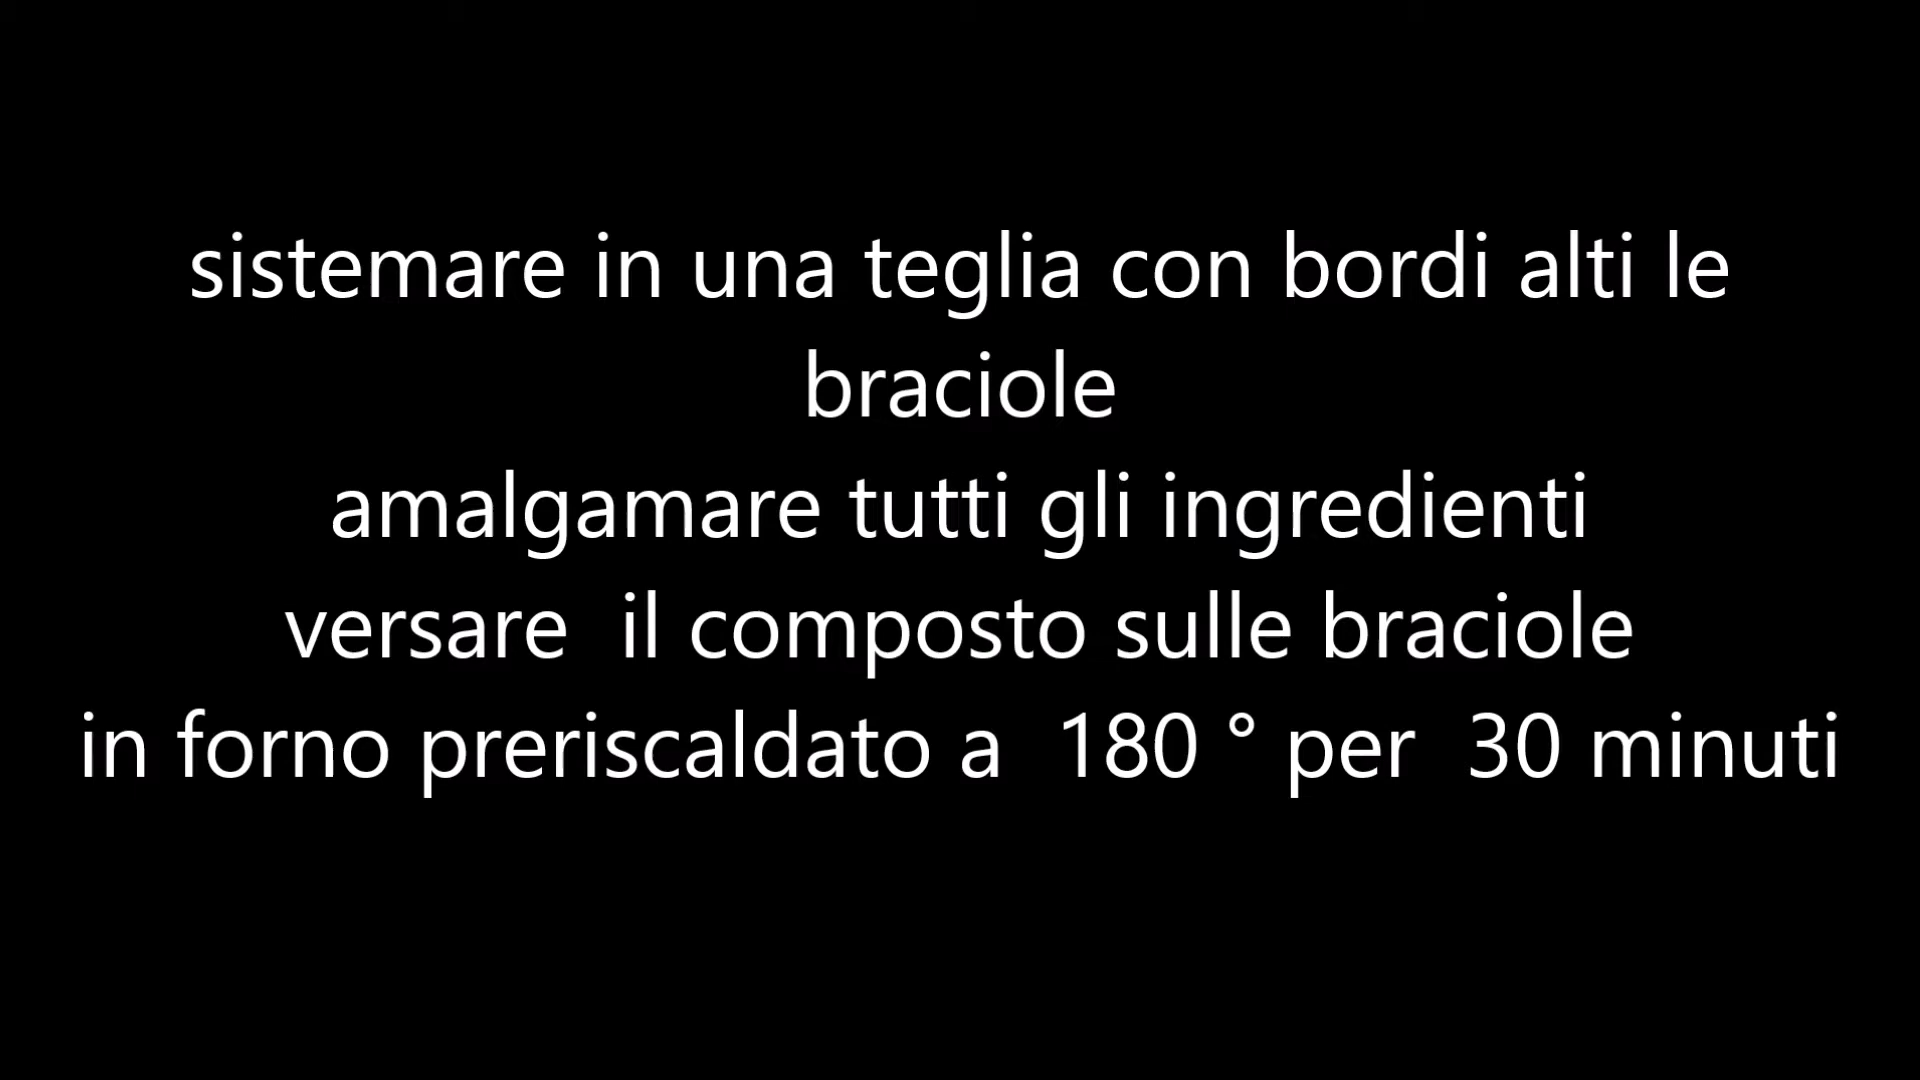 sistemare in una teglia con bordi alti le
braciole
amalgamare tutti gli ingredienti
versare  il composto sulle braciole
in forno preriscaldato a  180 ° per  30 minuti